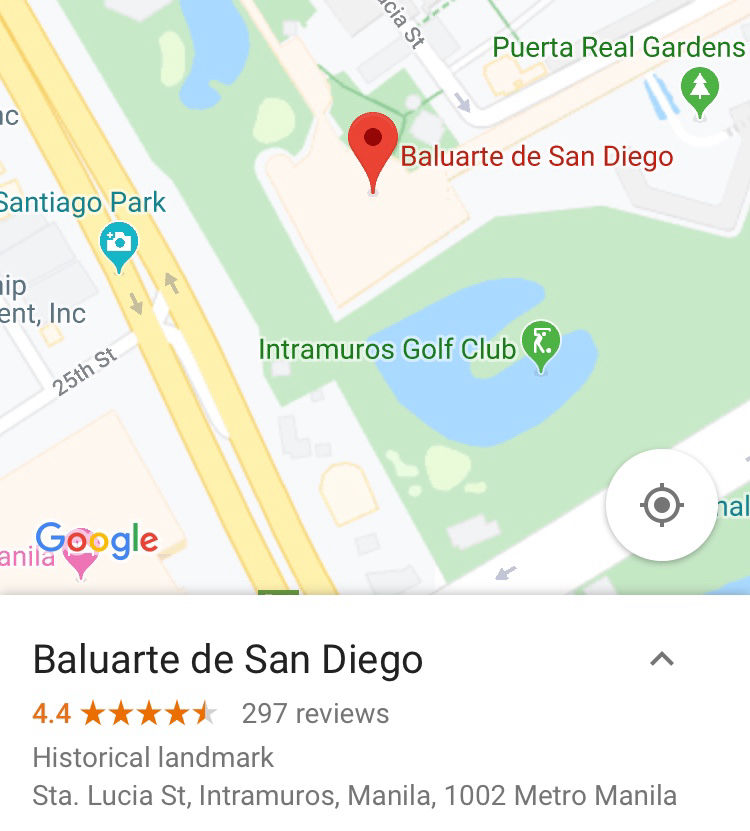 ucia St
Puerta Real Gardens
nc
Baluarte de San Diego
Santiago Park
ip
ent, Inc
Intramuros Golf Club
25th St
nal
Google
anila
Baluarte de San Diego
4.4 297 reviews
Historical landmark
Sta. Lucia St, Intramuros, Manila, 1002 Metro Manila